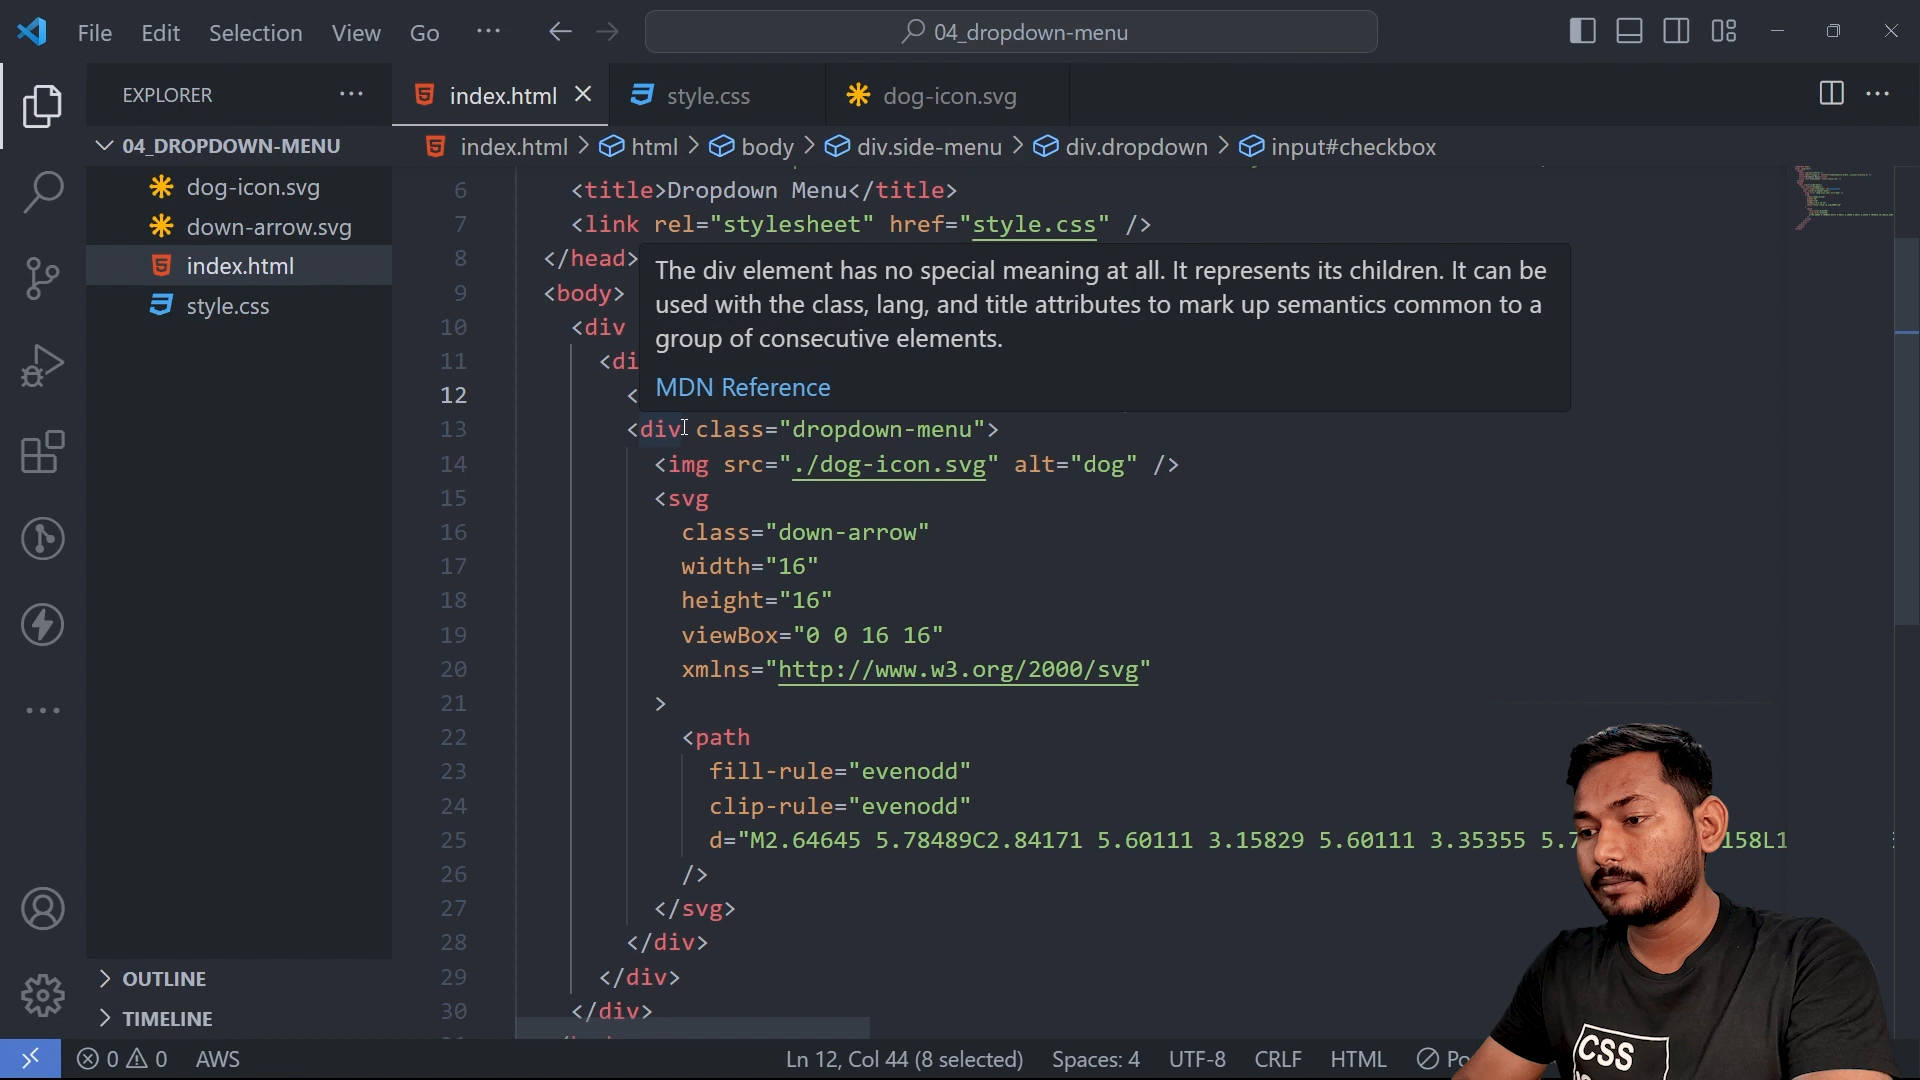 File Edit Selection View Go ... 04_dropdown-menu
EXPLORER
index.html
style.css
dog-icon.svg
04_DROPDOWN-MENU
index.html > html > body > div.side-menu > div.dropdown > input#checkbox
dog-icon.svg
down-arrow.svg
index.html
style.css
6 <title>Dropdown Menu</title>
7 <link rel="stylesheet" href="style.css" />
8 </head>
9 <body>
10 <div
11 <di
12 <
The div element has no special meaning at all. It represents its children. It can be
used with the class, lang, and title attributes to mark up semantics common to a
group of consecutive elements.
MDN Reference
13 <div class="dropdown-menu">
14 <img src="./dog-icon.svg" alt="dog" />
15 <svg
16 class="down-arrow"
17 width="16"
18 height="16"
19 viewBox="0 0 16 16"
20 xmlns="http://www.w3.org/2000/svg"
21 >
22 <path
23 fill-rule="evenodd"
24 clip-rule="evenodd"
25 d="M2.64645 5.78489C2.84171 5.60111 3.15829 5.60111 3.35355 5.7 158L1
26 />
27 </svg>
28 </div>
29 </div>
30 </div>
OUTLINE
TIMELINE
0 0 AWS
Ln 12, Col 44 (8 selected) Spaces: 4 UTF-8 CRLF HTML
CSS